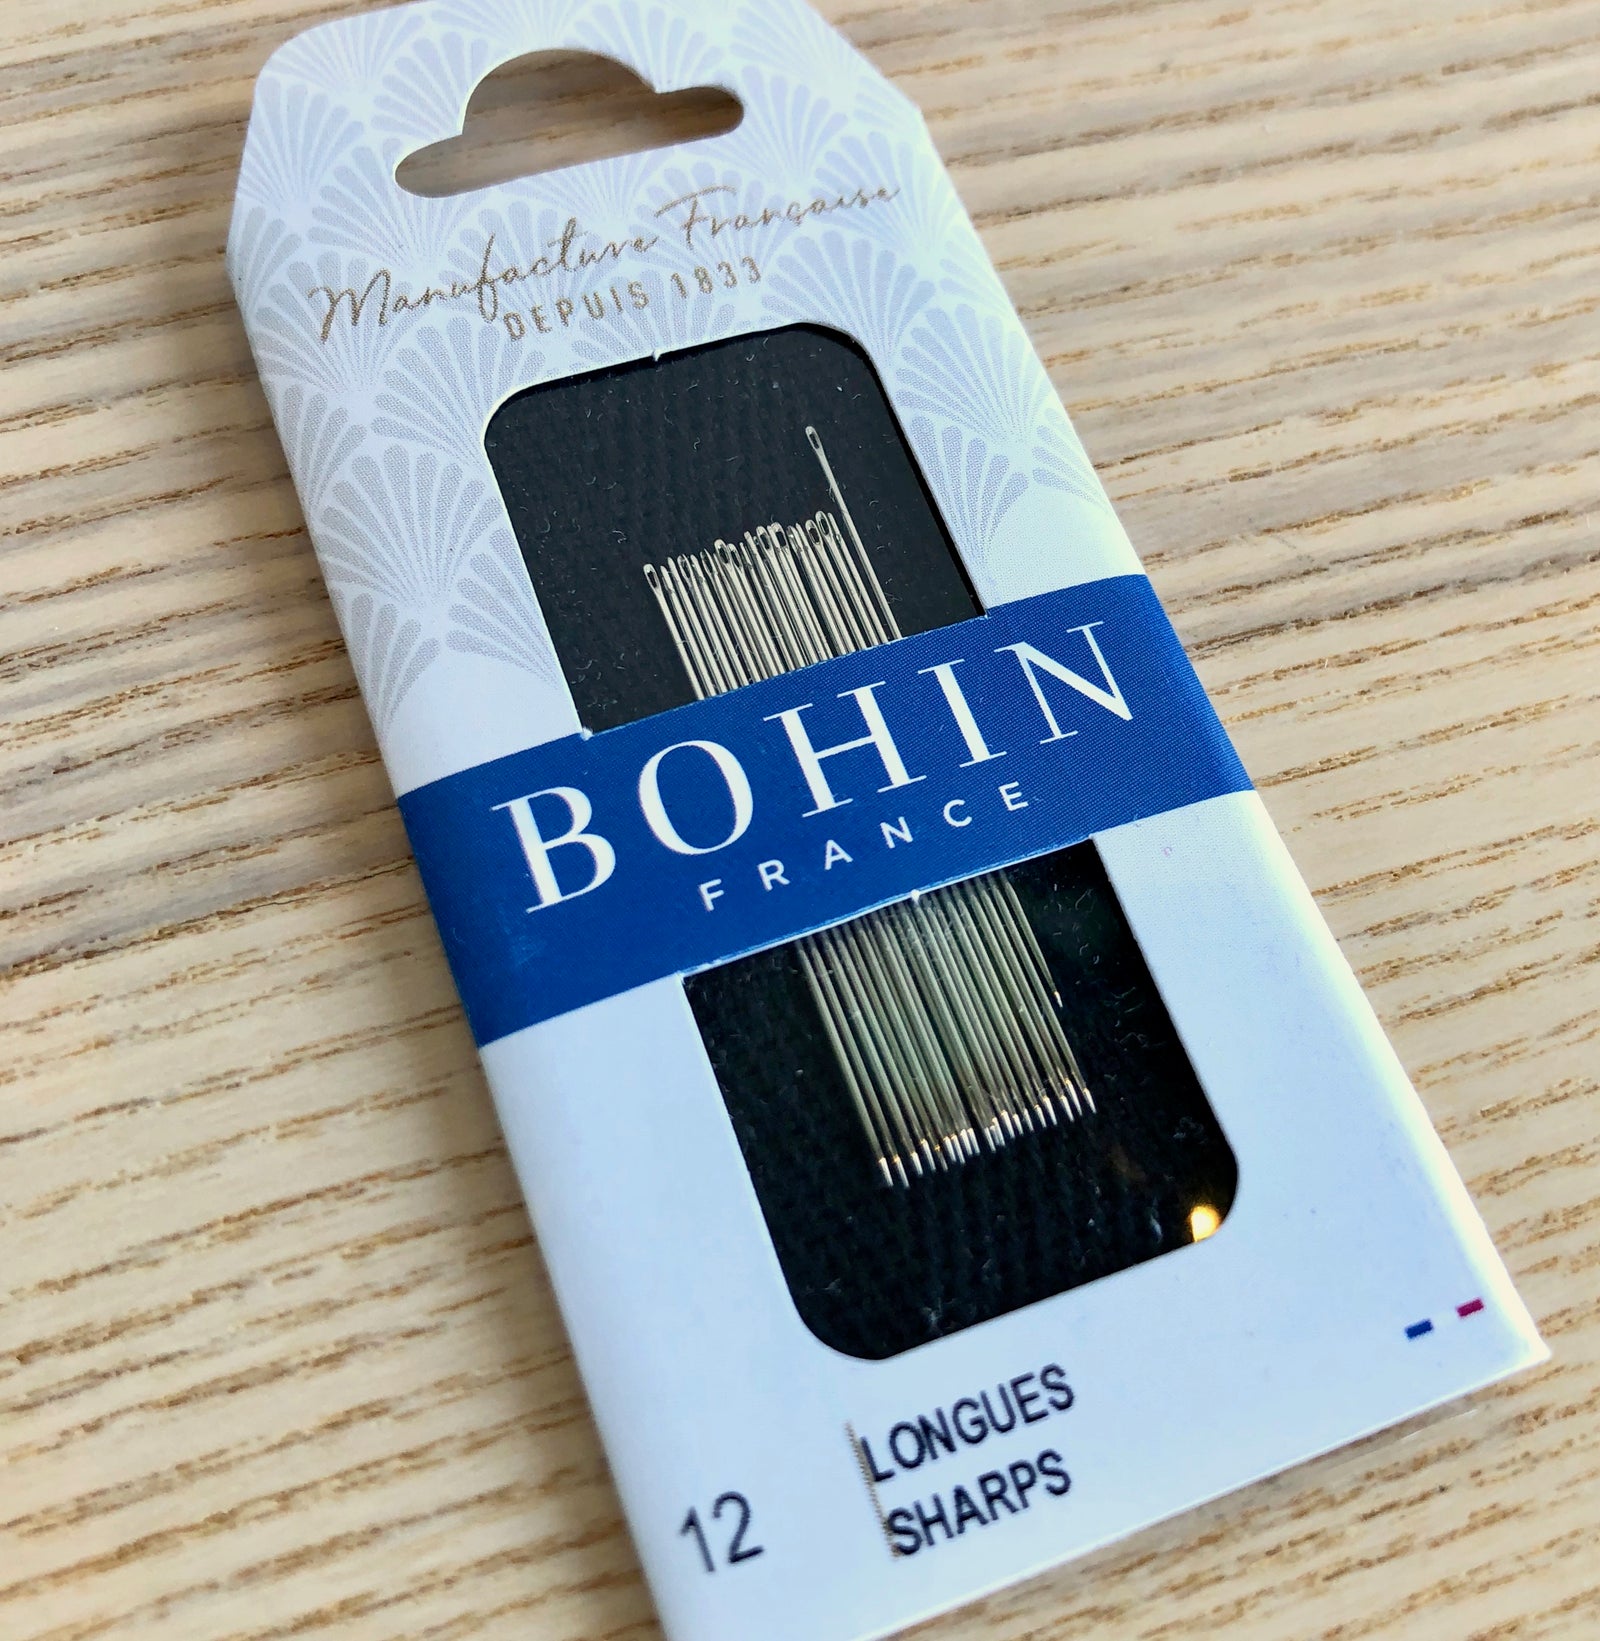 Manufacture Française
DEPUIS 1833
BOHIN
FRANCE
LONGUES
12
SHARPS